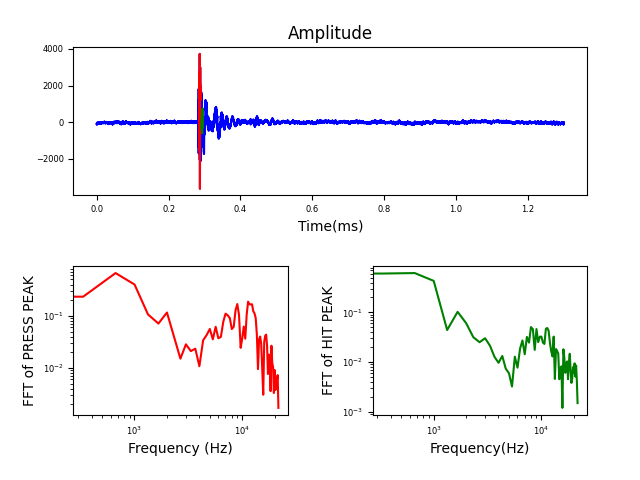 Amplitude
4000
2000
0
−2000
0.0 0.2 0.4 0.6 0.8 1.0 1.2
Time(ms)
FFT of PRESS PEAK
10⁻¹
10⁻²
10³ 10⁴
Frequency (Hz)
FFT of HIT PEAK
10⁻¹
10⁻²
10⁻³
10³ 10⁴
Frequency(Hz)